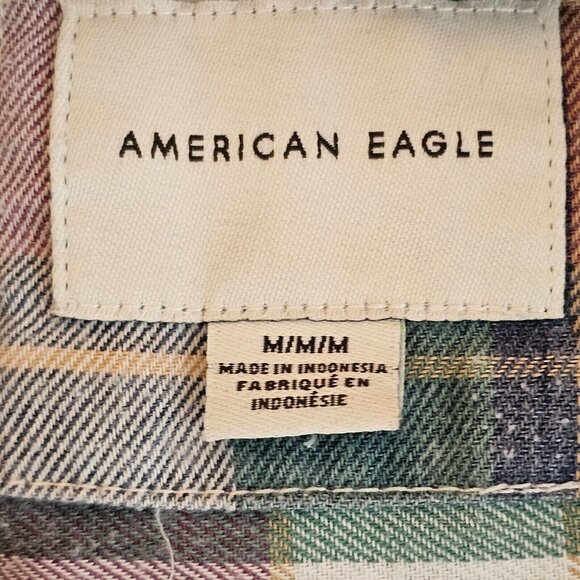 AMERICAN EAGLE
M/M/M
MADE IN INDONESIA
FABRIQUÉ EN
INDONÉSIE